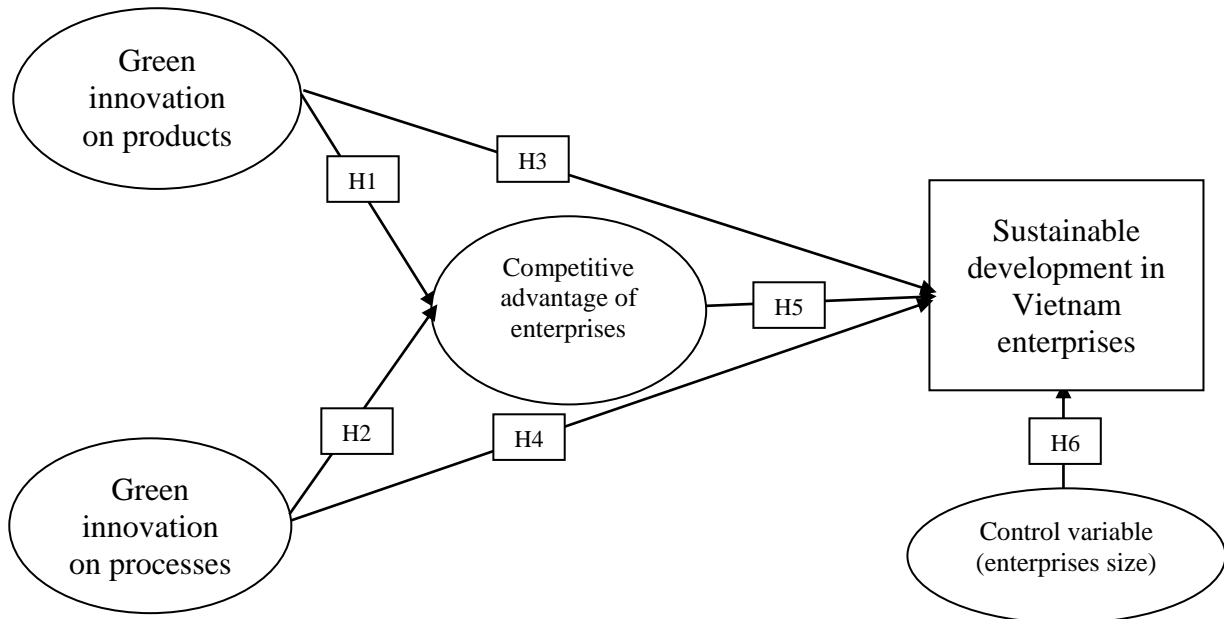 Green
innovation
on products
H3
H1
Sustainable
development in
Vietnam
enterprises
Competitive
advantage of
enterprises
H5
H2
H4
H6
Green
innovation
on processes
Control variable
(enterprises size)